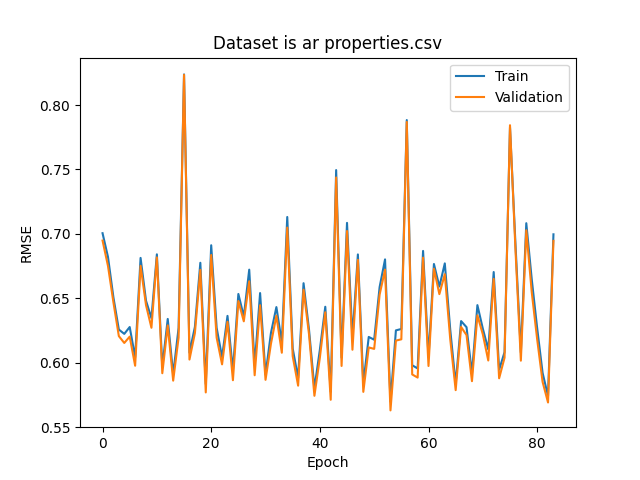 Dataset is ar properties.csv
Train
Validation
RMSE
0.80
0.75
0.70
0.65
0.60
0.55
0 20 40 60 80
Epoch